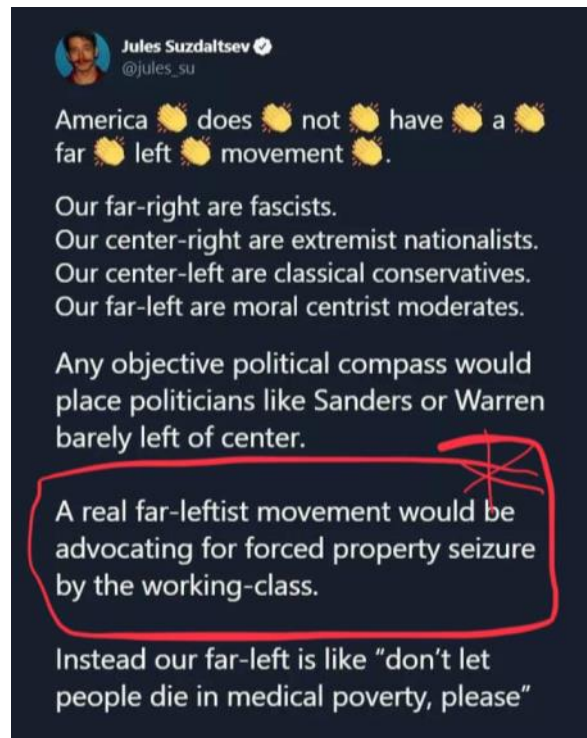 Jules Suzdaltsev
@jules_su
America 👏 does 👏 not 👏 have 👏 a 👏
far 👏 left 👏 movement 👏.
Our far-right are fascists.
Our center-right are extremist nationalists.
Our center-left are classical conservatives.
Our far-left are moral centrist moderates.
Any objective political compass would
place politicians like Sanders or Warren
barely left of center.
A real far-leftist movement would be
advocating for forced property seizure
by the working-class.
Instead our far-left is like "don't let
people die in medical poverty, please"